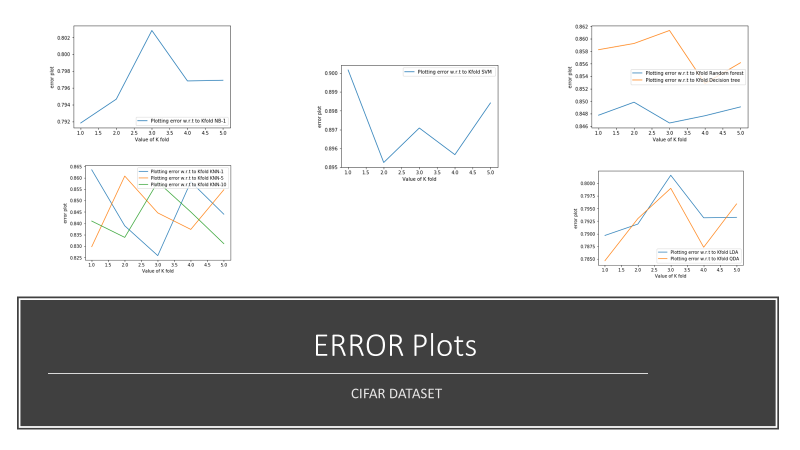 0.802
0.800
0.798
0.796
0.794
0.792
error plot
Plotting error w.r.t to Kfold NB-1
1.0 1.5 2.0 2.5 3.0 3.5 4.0 4.5 5.0
Value of K fold
0.900
0.899
0.898
0.897
0.896
0.895
error plot
Plotting error w.r.t to Kfold SVM
1.0 1.5 2.0 2.5 3.0 3.5 4.0 4.5 5.0
Value of K fold
0.862
0.860
0.858
0.856
0.854
0.852
0.850
0.848
0.846
error plot
Plotting error w.r.t to Kfold Random forest
Plotting error w.r.t to Kfold Decision tree
1.0 1.5 2.0 2.5 3.0 3.5 4.0 4.5 5.0
Value of K fold
0.865
0.860
0.855
0.850
0.845
0.840
0.835
0.830
0.825
error plot
Plotting error w.r.t to Kfold KNN-1
Plotting error w.r.t to Kfold KNN-5
Plotting error w.r.t to Kfold KNN-10
1.0 1.5 2.0 2.5 3.0 3.5 4.0 4.5 5.0
Value of K fold
0.8000
0.7975
0.7950
0.7925
0.7900
0.7875
0.7850
error plot
Plotting error w.r.t to Kfold LDA
Plotting error w.r.t to Kfold QDA
1.0 1.5 2.0 2.5 3.0 3.5 4.0 4.5 5.0
Value of K fold
ERROR Plots
CIFAR DATASET